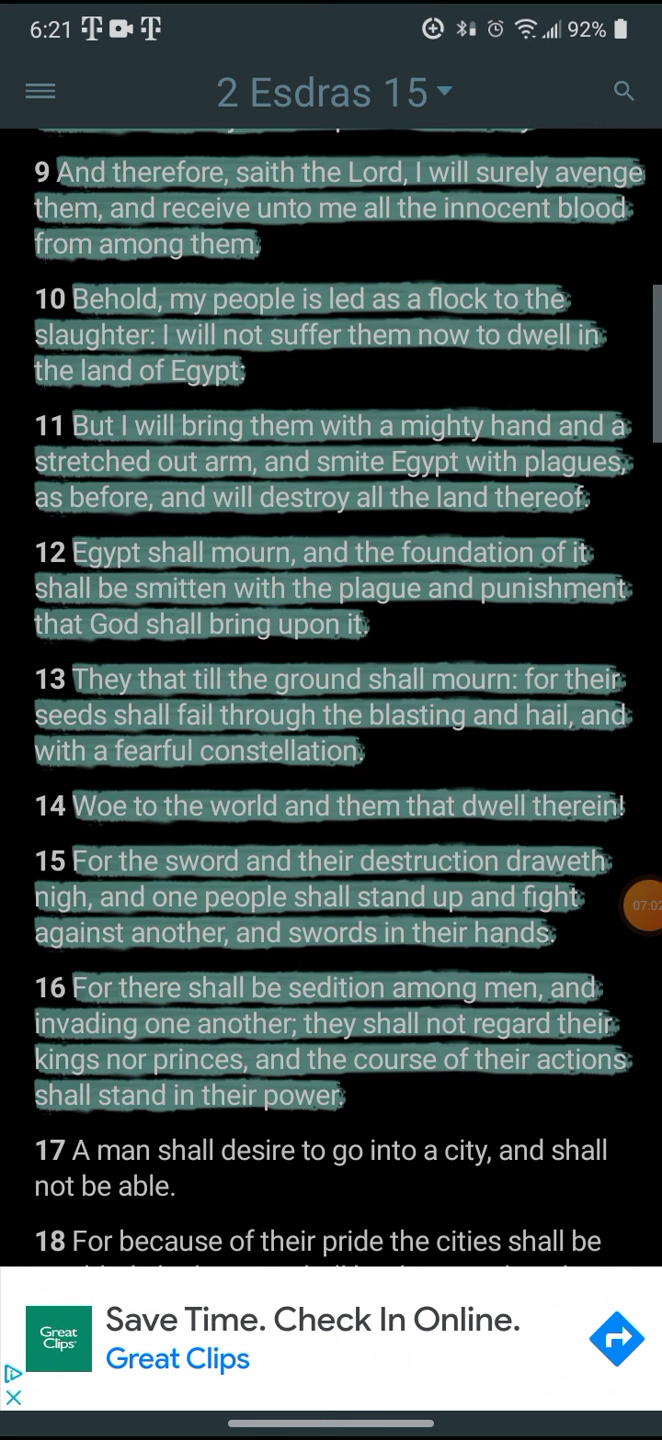 6:21 92%
2 Esdras 15
9 And therefore, saith the Lord, I will surely avenge
them, and receive unto me all the innocent blood
from among them.
10 Behold, my people is led as a flock to the
slaughter: I will not suffer them now to dwell in
the land of Egypt:
11 But I will bring them with a mighty hand and a
stretched out arm, and smite Egypt with plagues,
as before, and will destroy all the land thereof.
12 Egypt shall mourn, and the foundation of it
shall be smitten with the plague and punishment
that God shall bring upon it.
13 They that till the ground shall mourn: for their
seeds shall fail through the blasting and hail, and
with a fearful constellation.
14 Woe to the world and them that dwell therein!
15 For the sword and their destruction draweth
nigh, and one people shall stand up and fight
07:02
against another, and swords in their hands.
16 For there shall be sedition among men, and
invading one another; they shall not regard their
kings nor princes, and the course of their actions
shall stand in their power.
17 A man shall desire to go into a city, and shall
not be able.
18 For because of their pride the cities shall be
Great
Clips
Save Time. Check In Online.
Great Clips